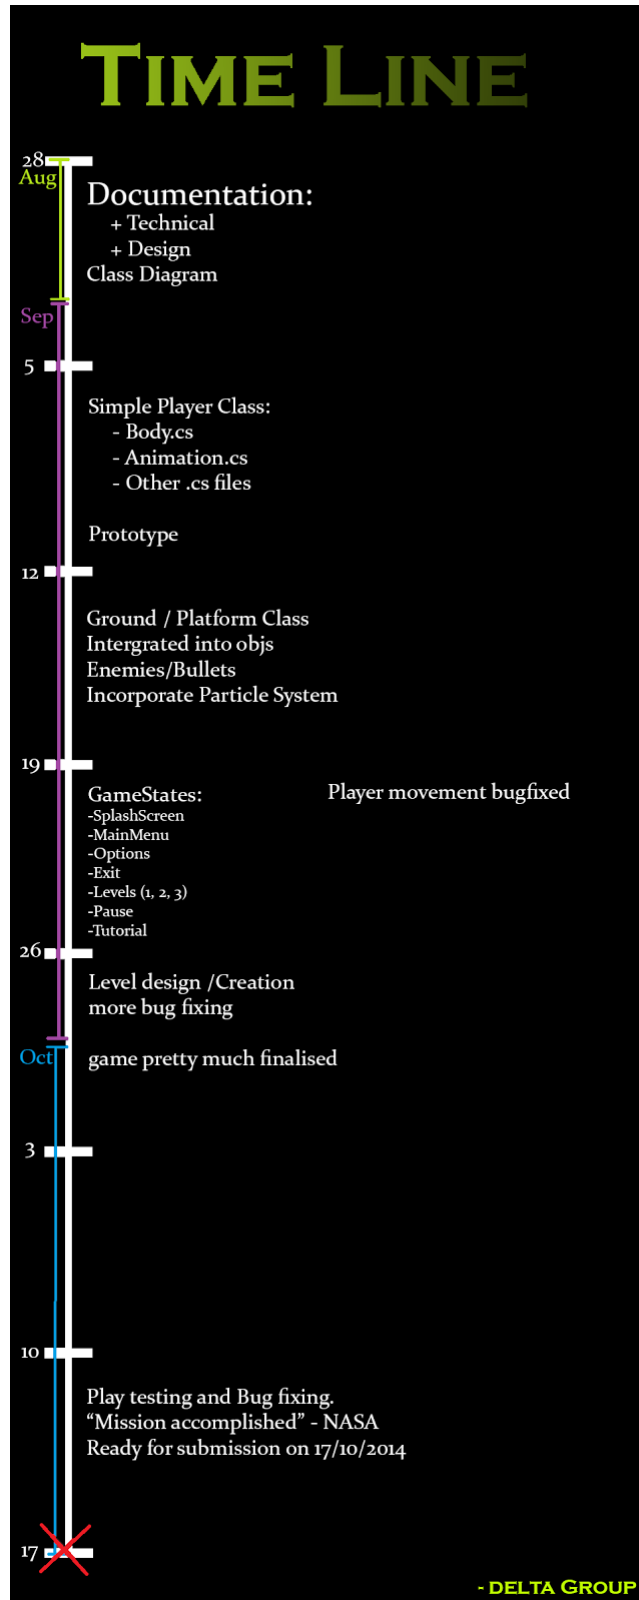 Time Line
28
Aug
Documentation:
+ Technical
+ Design
Class Diagram
Sep
5
Simple Player Class:
- Body.cs
- Animation.cs
- Other .cs files
Prototype
12
Ground / Platform Class
Intergrated into objs
Enemies/Bullets
Incorporate Particle System
19
GameStates:
-SplashScreen
-MainMenu
-Options
-Exit
-Levels (1, 2, 3)
-Pause
-Tutorial
Player movement bugfixed
26
Level design /Creation
more bug fixing
Oct
game pretty much finalised
3
10
Play testing and Bug fixing.
“Mission accomplished” - NASA
Ready for submission on 17/10/2014
17
- delta Group